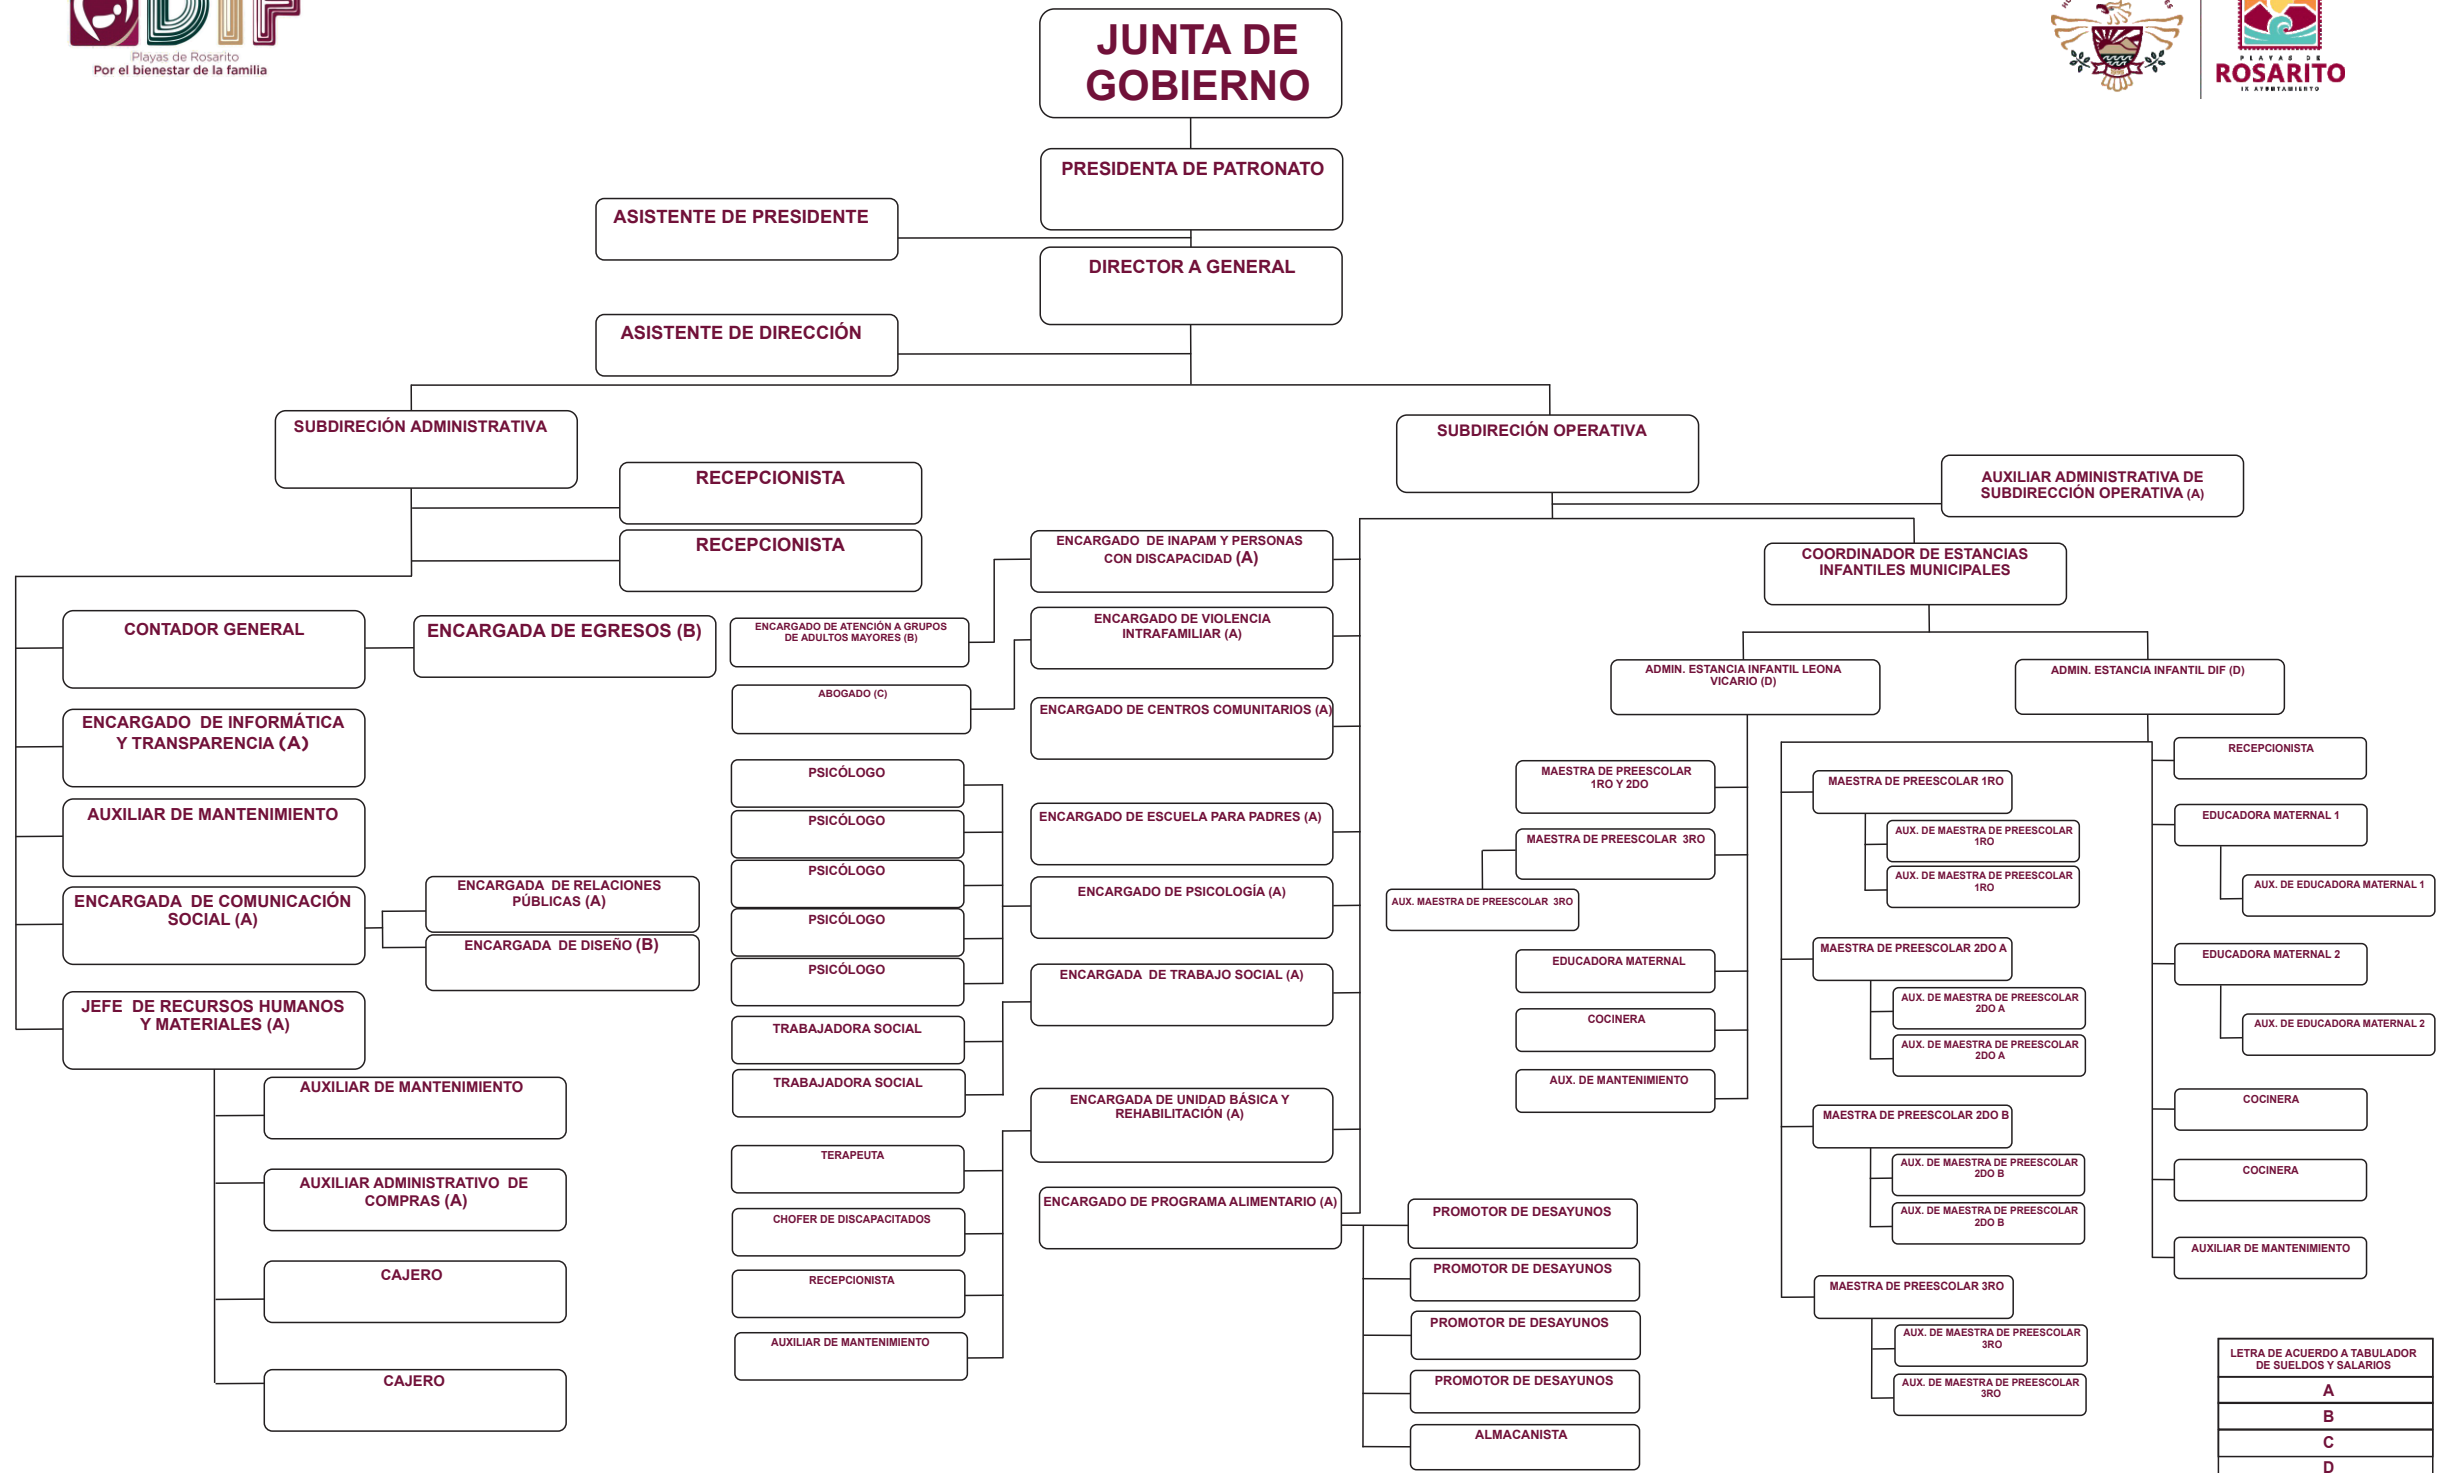 DIF
Playas de Rosarito
Por el bienestar de la familia
PLAYAS DE
ROSARITO
IX AYUNTAMIENTO
JUNTA DE
GOBIERNO
PRESIDENTA DE PATRONATO
ASISTENTE DE PRESIDENTE
DIRECTOR A GENERAL
ASISTENTE DE DIRECCIÓN
SUBDIRECIÓN ADMINISTRATIVA
RECEPCIONISTA
RECEPCIONISTA
CONTADOR GENERAL
ENCARGADA DE EGRESOS (B)
ENCARGADO DE INFORMÁTICA
Y TRANSPARENCIA (A)
AUXILIAR DE MANTENIMIENTO
ENCARGADA DE COMUNICACIÓN
SOCIAL (A)
ENCARGADA DE RELACIONES
PÚBLICAS (A)
ENCARGADA DE DISEÑO (B)
JEFE DE RECURSOS HUMANOS
Y MATERIALES (A)
AUXILIAR DE MANTENIMIENTO
AUXILIAR ADMINISTRATIVO DE
COMPRAS (A)
CAJERO
CAJERO
SUBDIRECIÓN OPERATIVA
AUXILIAR ADMINISTRATIVA DE
SUBDIRECCIÓN OPERATIVA (A)
ENCARGADO DE INAPAM Y PERSONAS
CON DISCAPACIDAD (A)
ENCARGADO DE ATENCIÓN A GRUPOS
DE ADULTOS MAYORES (B)
ENCARGADO DE VIOLENCIA
INTRAFAMILIAR (A)
ABOGADO (C)
ENCARGADO DE CENTROS COMUNITARIOS (A)
ENCARGADO DE ESCUELA PARA PADRES (A)
ENCARGADO DE PSICOLOGÍA (A)
PSICÓLOGO
PSICÓLOGO
PSICÓLOGO
PSICÓLOGO
PSICÓLOGO
ENCARGADA DE TRABAJO SOCIAL (A)
TRABAJADORA SOCIAL
TRABAJADORA SOCIAL
ENCARGADA DE UNIDAD BÁSICA Y
REHABILITACIÓN (A)
TERAPEUTA
CHOFER DE DISCAPACITADOS
RECEPCIONISTA
AUXILIAR DE MANTENIMIENTO
ENCARGADO DE PROGRAMA ALIMENTARIO (A)
PROMOTOR DE DESAYUNOS
PROMOTOR DE DESAYUNOS
PROMOTOR DE DESAYUNOS
PROMOTOR DE DESAYUNOS
ALMACANISTA
COORDINADOR DE ESTANCIAS
INFANTILES MUNICIPALES
ADMIN. ESTANCIA INFANTIL LEONA
VICARIO (D)
MAESTRA DE PREESCOLAR
1RO Y 2DO
MAESTRA DE PREESCOLAR 3RO
AUX. MAESTRA DE PREESCOLAR 3RO
EDUCADORA MATERNAL
COCINERA
AUX. DE MANTENIMIENTO
ADMIN. ESTANCIA INFANTIL DIF (D)
MAESTRA DE PREESCOLAR 1RO
AUX. DE MAESTRA DE PREESCOLAR
1RO
AUX. DE MAESTRA DE PREESCOLAR
1RO
MAESTRA DE PREESCOLAR 2DO A
AUX. DE MAESTRA DE PREESCOLAR
2DO A
AUX. DE MAESTRA DE PREESCOLAR
2DO A
MAESTRA DE PREESCOLAR 2DO B
AUX. DE MAESTRA DE PREESCOLAR
2DO B
AUX. DE MAESTRA DE PREESCOLAR
2DO B
MAESTRA DE PREESCOLAR 3RO
AUX. DE MAESTRA DE PREESCOLAR
3RO
AUX. DE MAESTRA DE PREESCOLAR
3RO
RECEPCIONISTA
EDUCADORA MATERNAL 1
AUX. DE EDUCADORA MATERNAL 1
EDUCADORA MATERNAL 2
AUX. DE EDUCADORA MATERNAL 2
COCINERA
COCINERA
AUXILIAR DE MANTENIMIENTO
LETRA DE ACUERDO A TABULADOR
DE SUELDOS Y SALARIOS
A
B
C
D